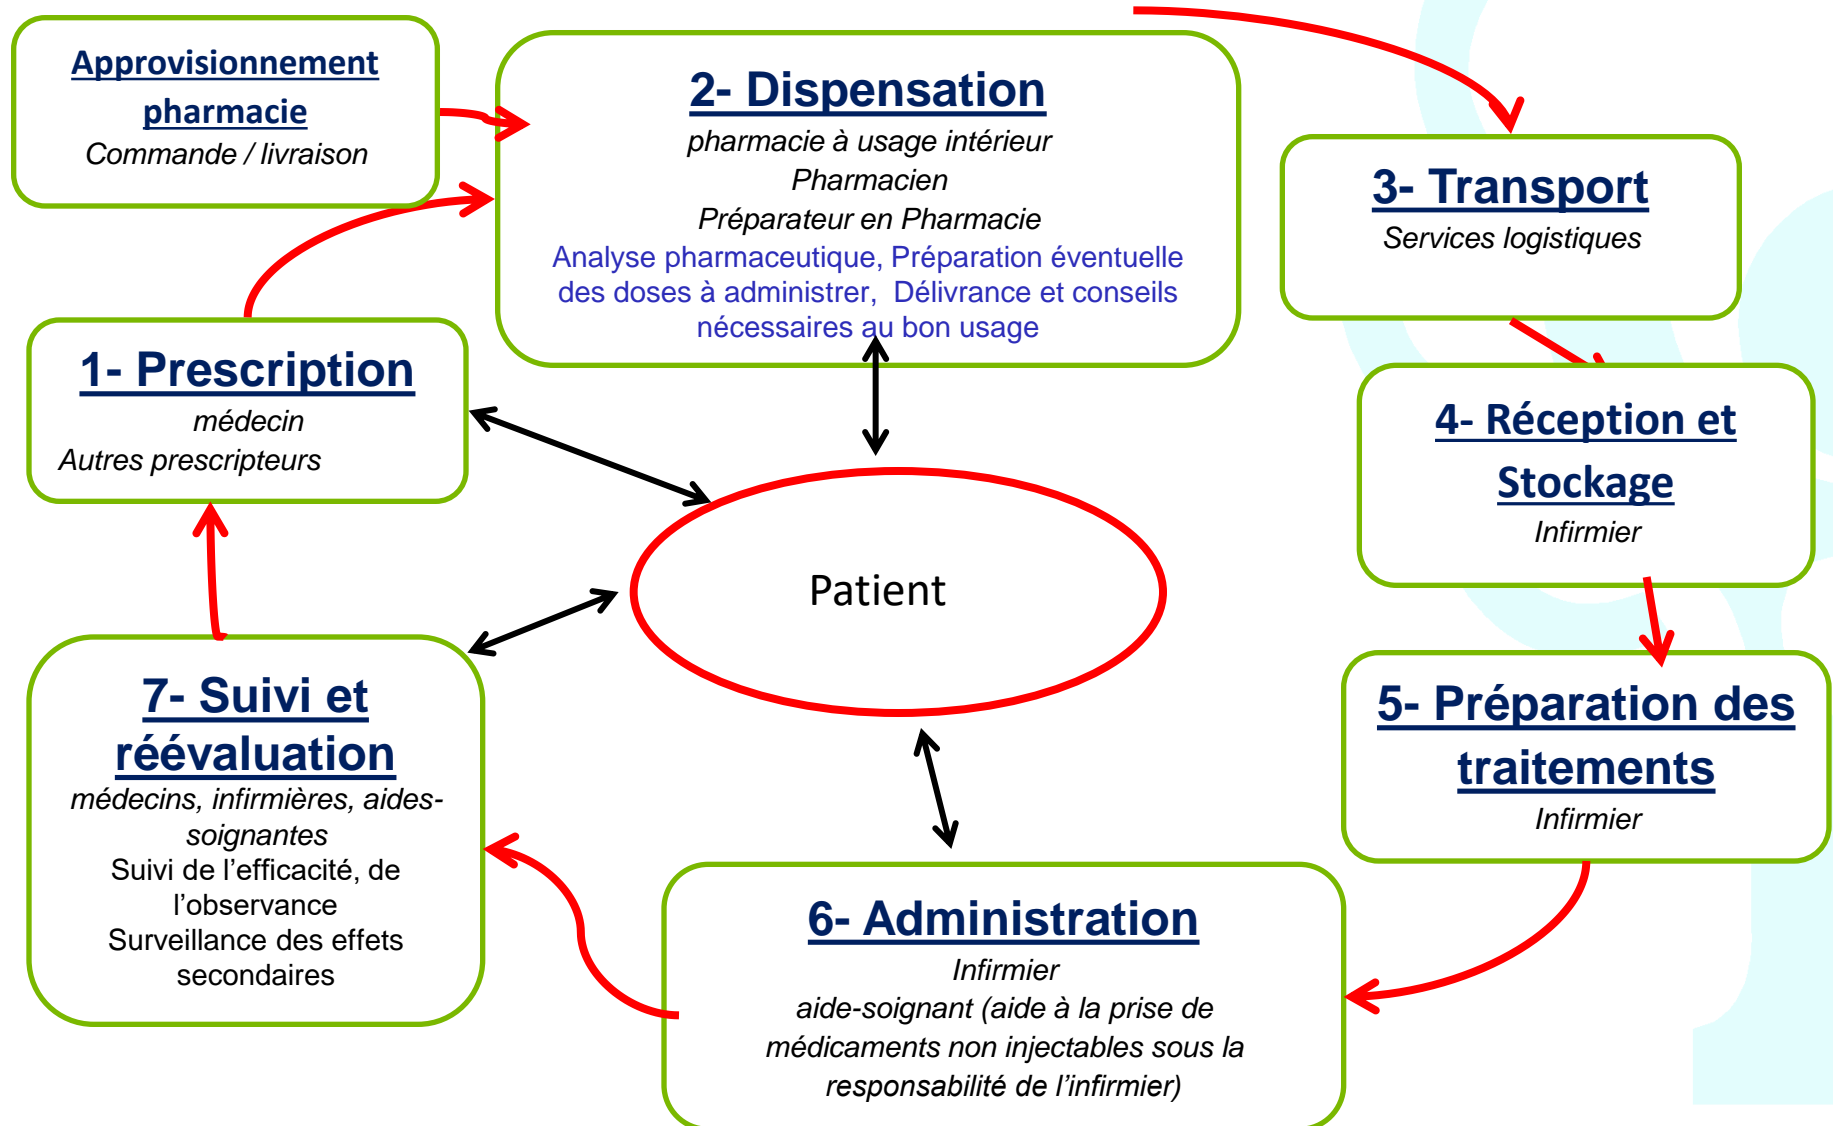 Approvisionnement
pharmacie
Commande / livraison
2- Dispensation
pharmacie à usage intérieur
Pharmacien
Préparateur en Pharmacie
Analyse pharmaceutique, Préparation éventuelle
des doses à administrer, Délivrance et conseils
nécessaires au bon usage
3- Transport
Services logistiques
1- Prescription
médecin
Autres prescripteurs
4- Réception et
Stockage
Infirmier
Patient
5- Préparation des
traitements
Infirmier
7- Suivi et
réévaluation
médecins, infirmières, aides-
soignantes
Suivi de l’efficacité, de
l’observance
Surveillance des effets
secondaires
6- Administration
Infirmier
aide-soignant (aide à la prise de
médicaments non injectables sous la
responsabilité de l’infirmier)